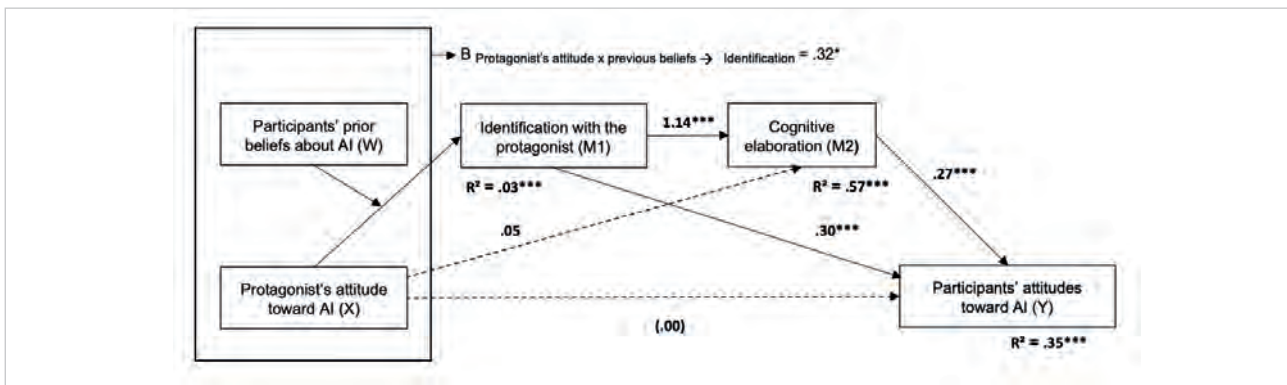 B Protagonist's attitude x previous beliefs → Identification = .32*
Participants' prior
beliefs about AI (W)
Identification with the
protagonist (M1)
1.14***
Cognitive
elaboration (M2)
R² = .03***
R² = .57***
.27***
.05
.30***
Protagonist's attitude
toward AI (X)
Participants' attitudes
toward AI (Y)
(.00)
R² = .35***